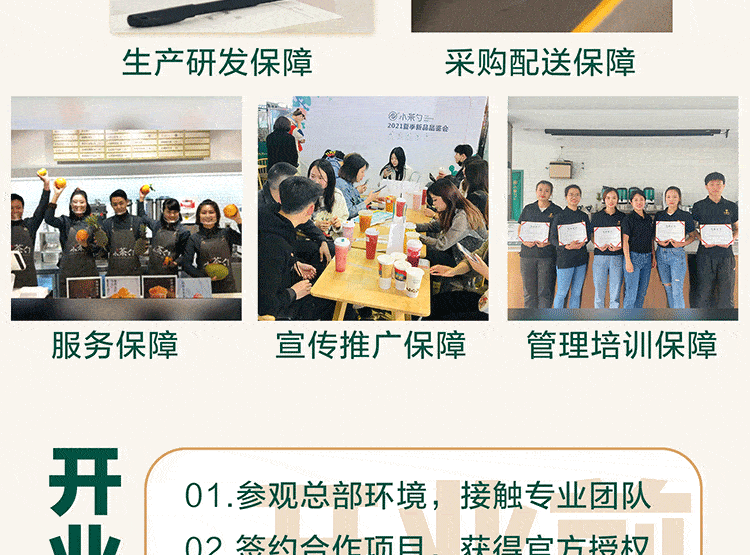 生产研发保障
采购配送保障
小茶勺
2021夏季新品品鉴会
服务保障
宣传推广保障
管理培训保障
开业
01.参观总部环境，接触专业团队
02.签约合作项目，获得官方授权
开业前